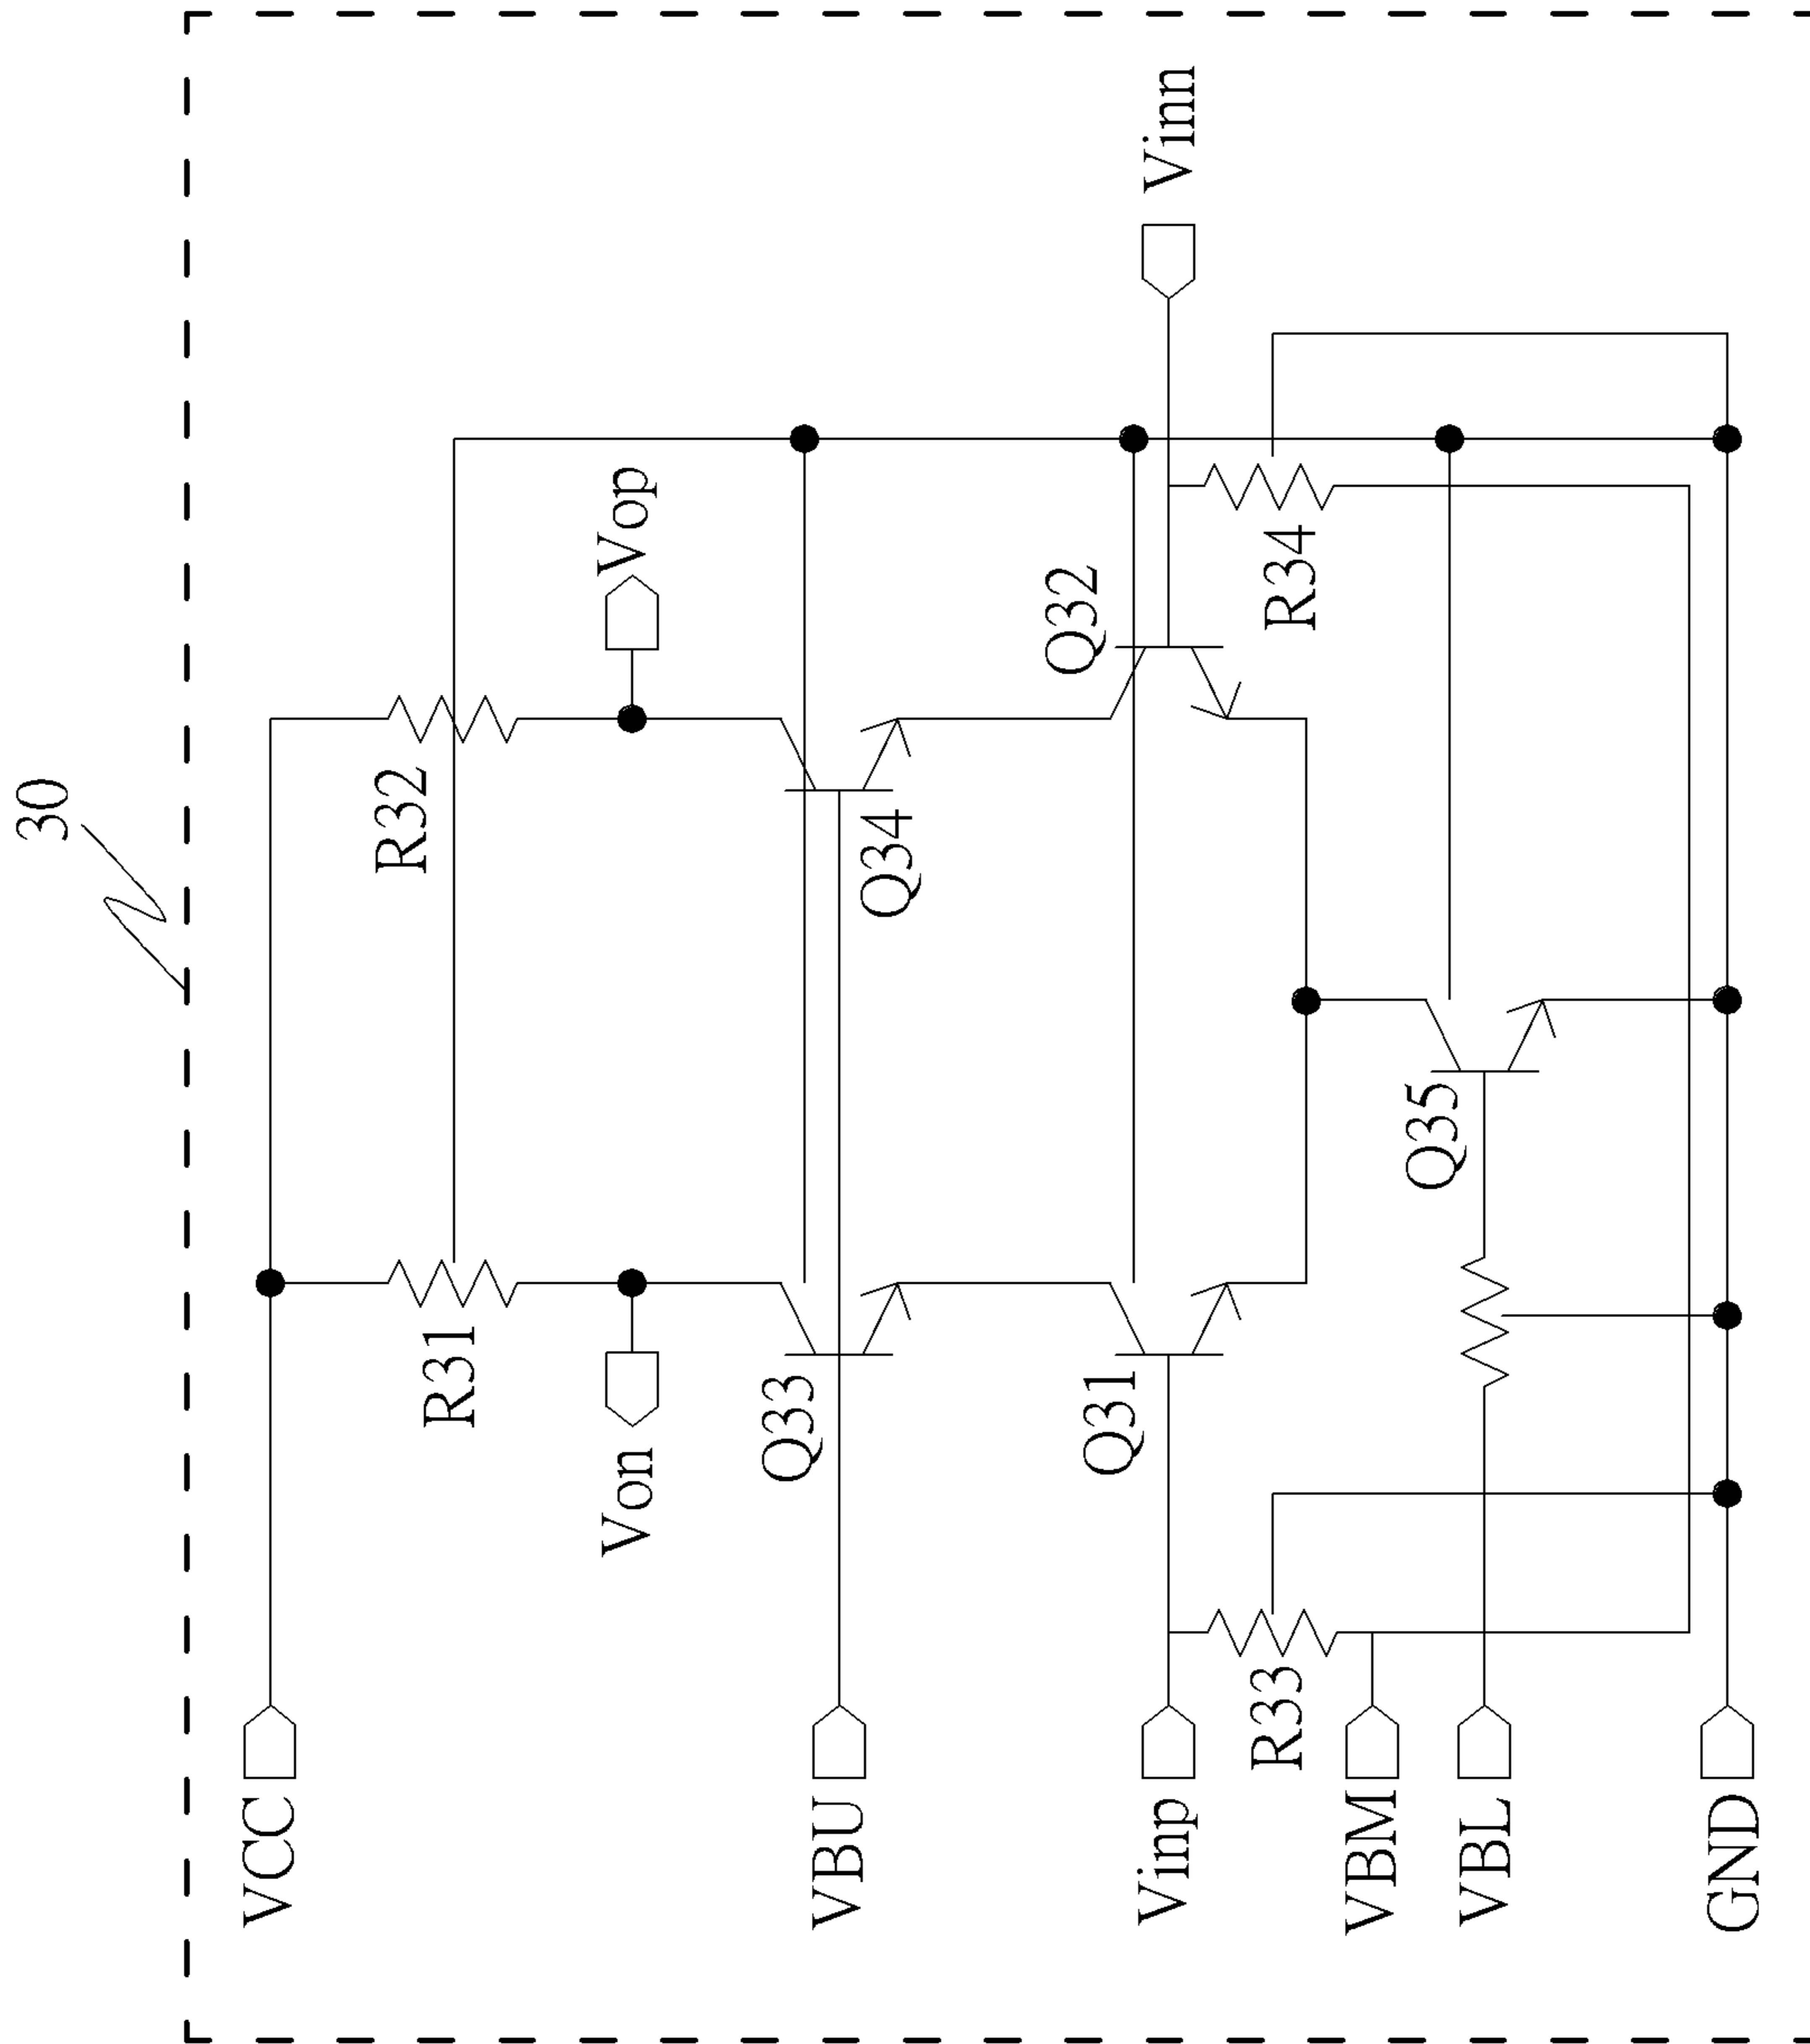 30
VCC
R31
R32
Von
Vop
VBU
Q33
Q34
Vinp
Q31
Q32
Vinn
R33
R34
VBM
VBL
Q35
GND